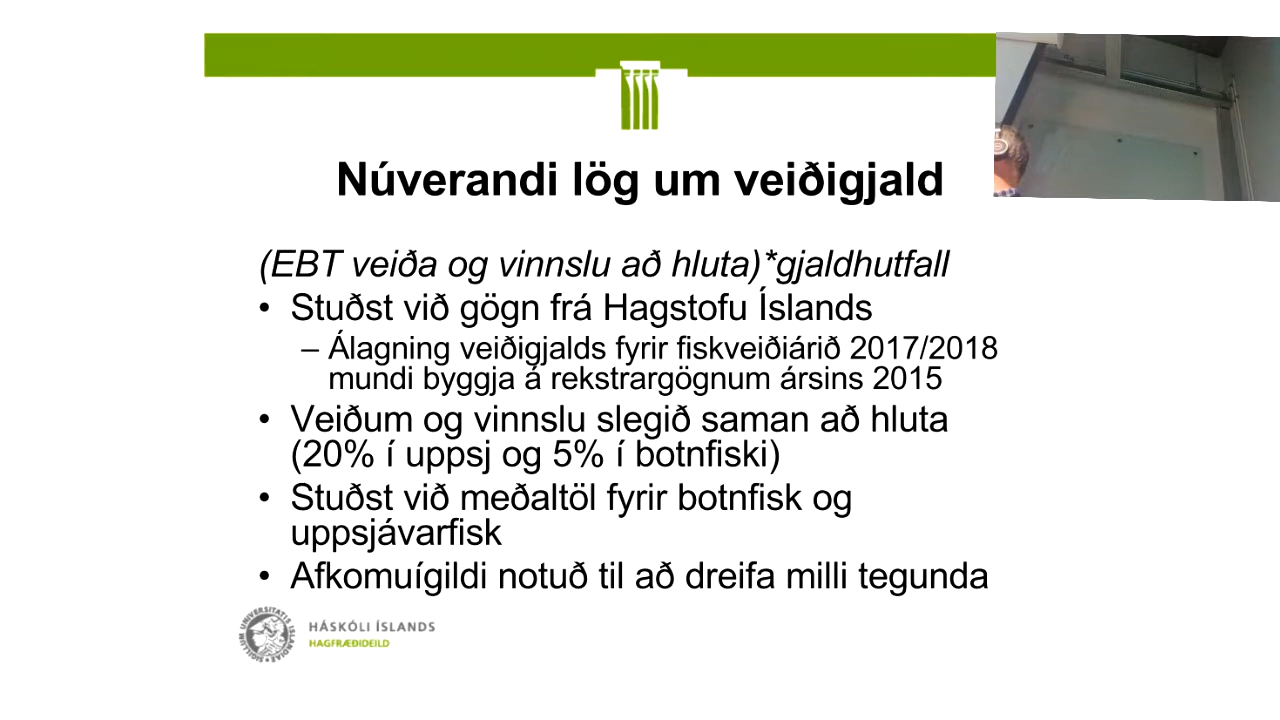 Núverandi lög um veiðigjald
(EBT veiða og vinnslu að hluta)*gjaldhutfall
• Stuðst við gögn frá Hagstofu Íslands
– Álagning veiðigjalds fyrir fiskveiðiárið 2017/2018
mundi byggja á rekstrargögnum ársins 2015
• Veiðum og vinnslu slegið saman að hluta
(20% í uppsj og 5% í botnfiski)
• Stuðst við meðaltöl fyrir botnfisk og
uppsjávarfisk
• Afkomuígildi notuð til að dreifa milli tegunda
HÁSKÓLI ÍSLANDS
HAGFRÆÐIDEILD